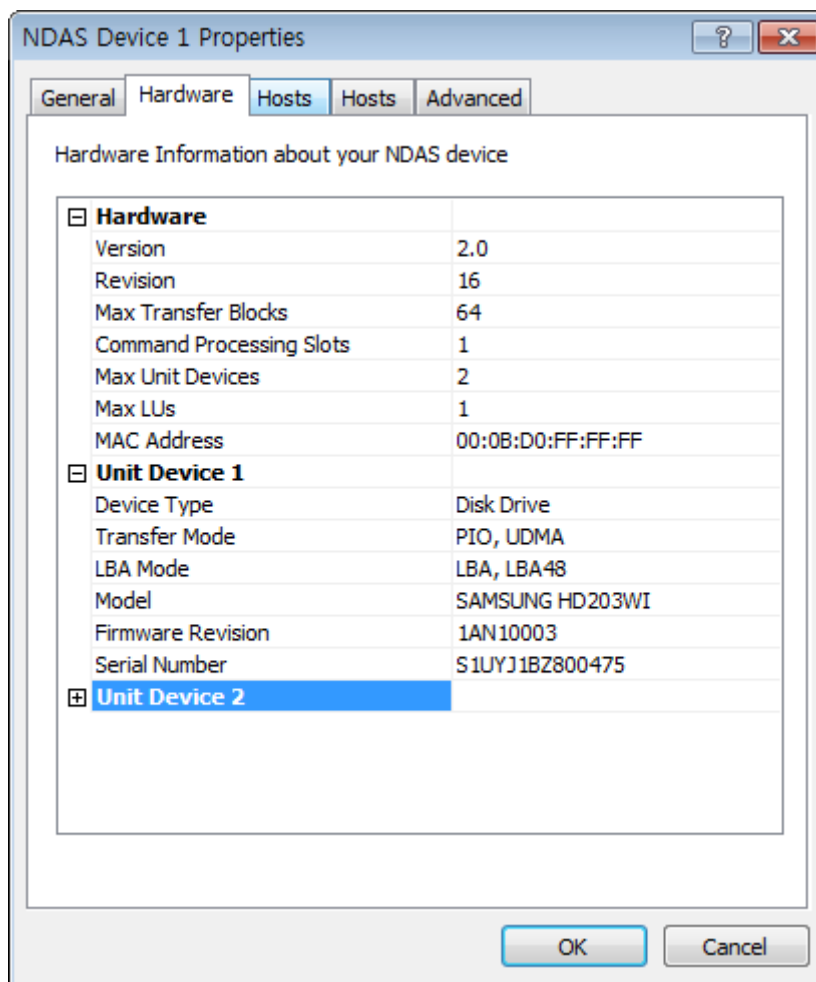 NDAS Device 1 Properties
General Hardware Hosts Hosts Advanced
Hardware Information about your NDAS device
Hardware
Version 2.0
Revision 16
Max Transfer Blocks 64
Command Processing Slots 1
Max Unit Devices 2
Max LUs 1
MAC Address 00:0B:D0:FF:FF:FF
Unit Device 1
Device Type Disk Drive
Transfer Mode PIO, UDMA
LBA Mode LBA, LBA48
Model SAMSUNG HD203WI
Firmware Revision 1AN10003
Serial Number S1UYJ1BZ800475
Unit Device 2
OK Cancel